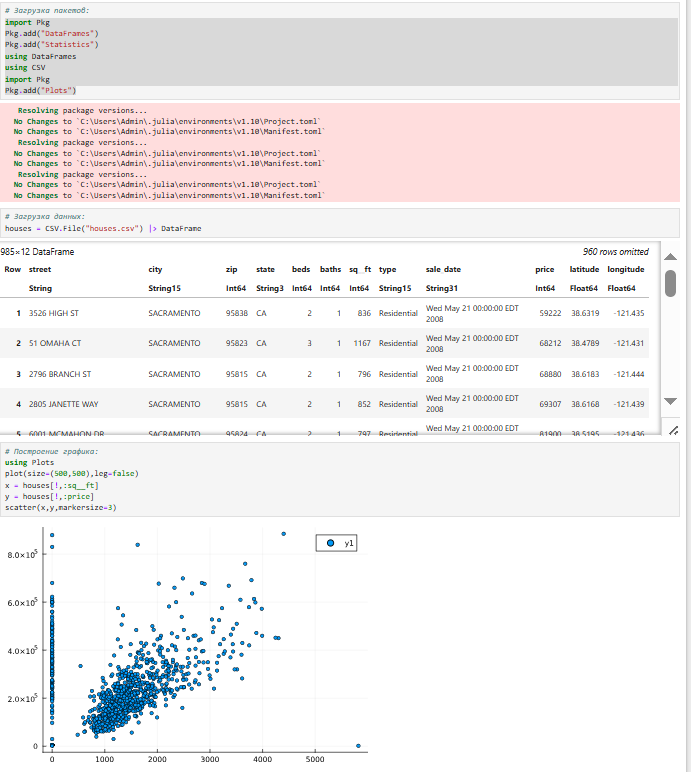 # Загрузка пакетов:
import Pkg
Pkg.add("DataFrames")
Pkg.add("Statistics")
using DataFrames
using CSV
import Pkg
Pkg.add("Plots")
Resolving package versions...
No Changes to `C:\Users\Admin\.julia\environments\v1.10\Project.toml`
No Changes to `C:\Users\Admin\.julia\environments\v1.10\Manifest.toml`
Resolving package versions...
No Changes to `C:\Users\Admin\.julia\environments\v1.10\Project.toml`
No Changes to `C:\Users\Admin\.julia\environments\v1.10\Manifest.toml`
Resolving package versions...
No Changes to `C:\Users\Admin\.julia\environments\v1.10\Project.toml`
No Changes to `C:\Users\Admin\.julia\environments\v1.10\Manifest.toml`
# Загрузка данных:
houses = CSV.File("houses.csv") |> DataFrame
985×12 DataFrame 960 rows omitted
Row street city zip state beds baths sq__ft type sale_date price latitude longitude
String String15 Int64 String3 Int64 Int64 Int64 String15 String31 Int64 Float64 Float64
1 3526 HIGH ST SACRAMENTO 95838 CA 2 1 836 Residential Wed May 21 00:00:00 EDT 2008 59222 38.6319 -121.435
2 51 OMAHA CT SACRAMENTO 95823 CA 3 1 1167 Residential Wed May 21 00:00:00 EDT 2008 68212 38.4789 -121.431
3 2796 BRANCH ST SACRAMENTO 95815 CA 2 1 796 Residential Wed May 21 00:00:00 EDT 2008 68880 38.6183 -121.444
4 2805 JANETTE WAY SACRAMENTO 95815 CA 2 1 852 Residential Wed May 21 00:00:00 EDT 2008 69307 38.6168 -121.439
5 6001 MCMAHON DR SACRAMENTO 95824 CA 2 1 797 Residential Wed May 21 00:00:00 EDT 81900 38.5195 -121.436
# Построение графика:
using Plots
plot(size=(500,500),leg=false)
x = houses[!,:sq__ft]
y = houses[!,:price]
scatter(x,y,markersize=3)
y1
8.0×10⁵
6.0×10⁵
4.0×10⁵
2.0×10⁵
0
0 1000 2000 3000 4000 5000